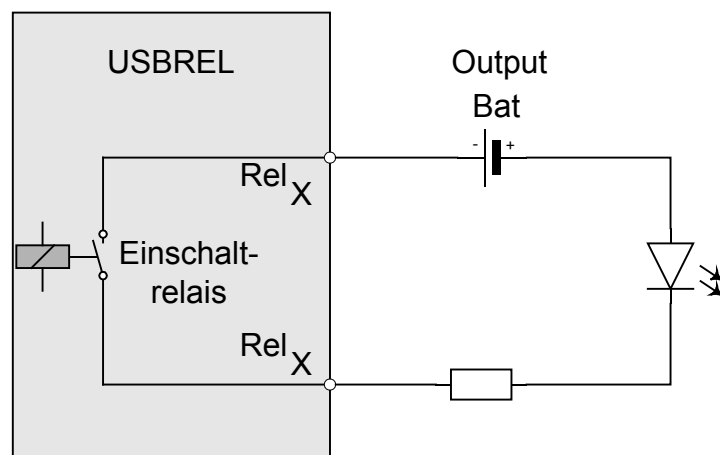 USBREL
Output
Bat
- +
Rel X
Einschalt-
relais
Rel X